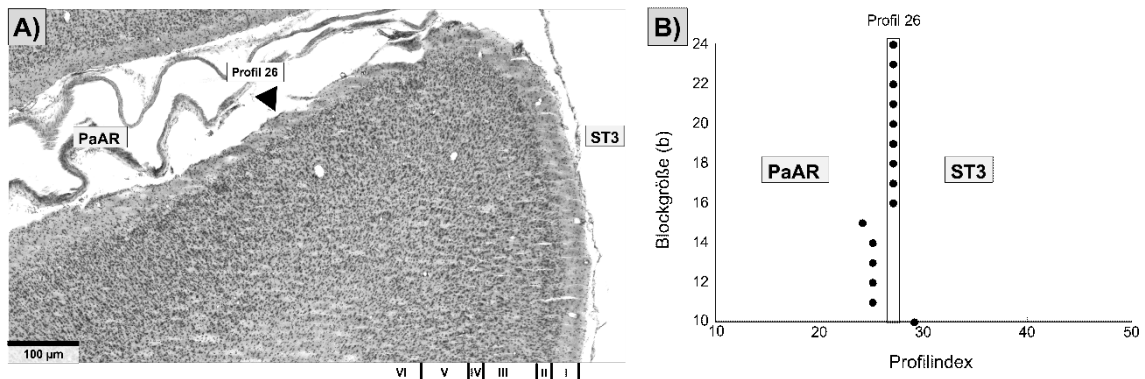 A)
Profil 26
PaAR
ST3
100 µm
VI V IV III II I
B)
Profil 26
24
22
20
18
16
14
12
10
Blockgröße (b)
PaAR
ST3
10 20 30 40 50
Profilindex